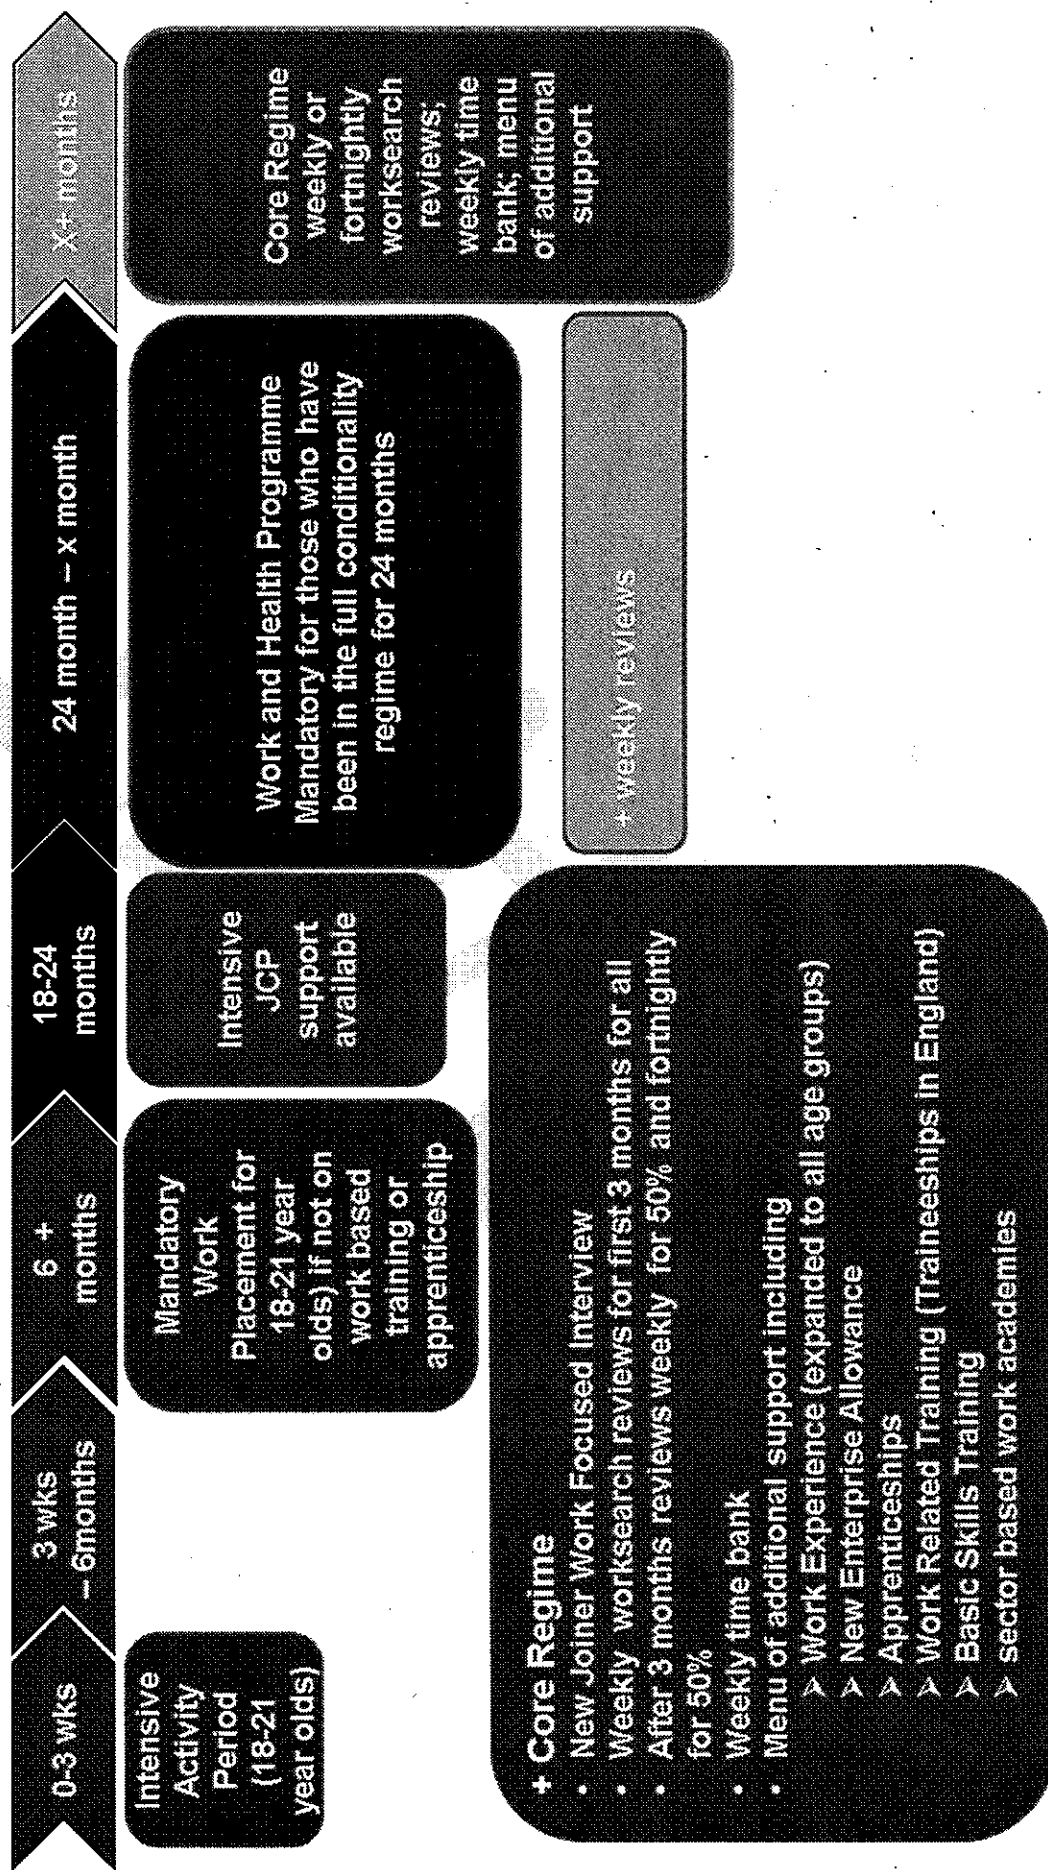 0-3 wks
3 wks
– 6months
6 +
months
18-24
months
24 month – x month
X+ months
Intensive
Activity
Period
(18-21
year olds)
Mandatory
Work
Placement for
18-21 year
olds) if not on
work based
training or
apprenticeship
Intensive
JCP
support
available
Work and Health Programme
Mandatory for those who have
been in the full conditionality
regime for 24 months
Core Regime
weekly or
fortnightly
worksearch
reviews;
weekly time
bank; menu
of additional
support
+ Core Regime
• New Joiner Work Focused Interview
• Weekly worksearch reviews for first 3 months for all
• After 3 months reviews weekly for 50% and fortnightly
for 50%
• Weekly time bank
• Menu of additional support including
➢ Work Experience (expanded to all age groups)
➢ New Enterprise Allowance
➢ Apprenticeships
➢ Work Related Training (Traineeships in England)
➢ Basic Skills Training
➢ sector based work academies
+ weekly reviews